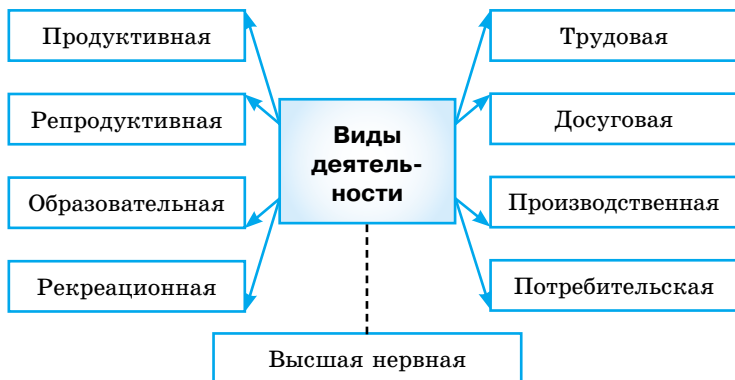 Продуктивная
Репродуктивная
Образовательная
Рекреационная
Виды
деятель-
ности
Трудовая
Досуговая
Производственная
Потребительская
Высшая нервная